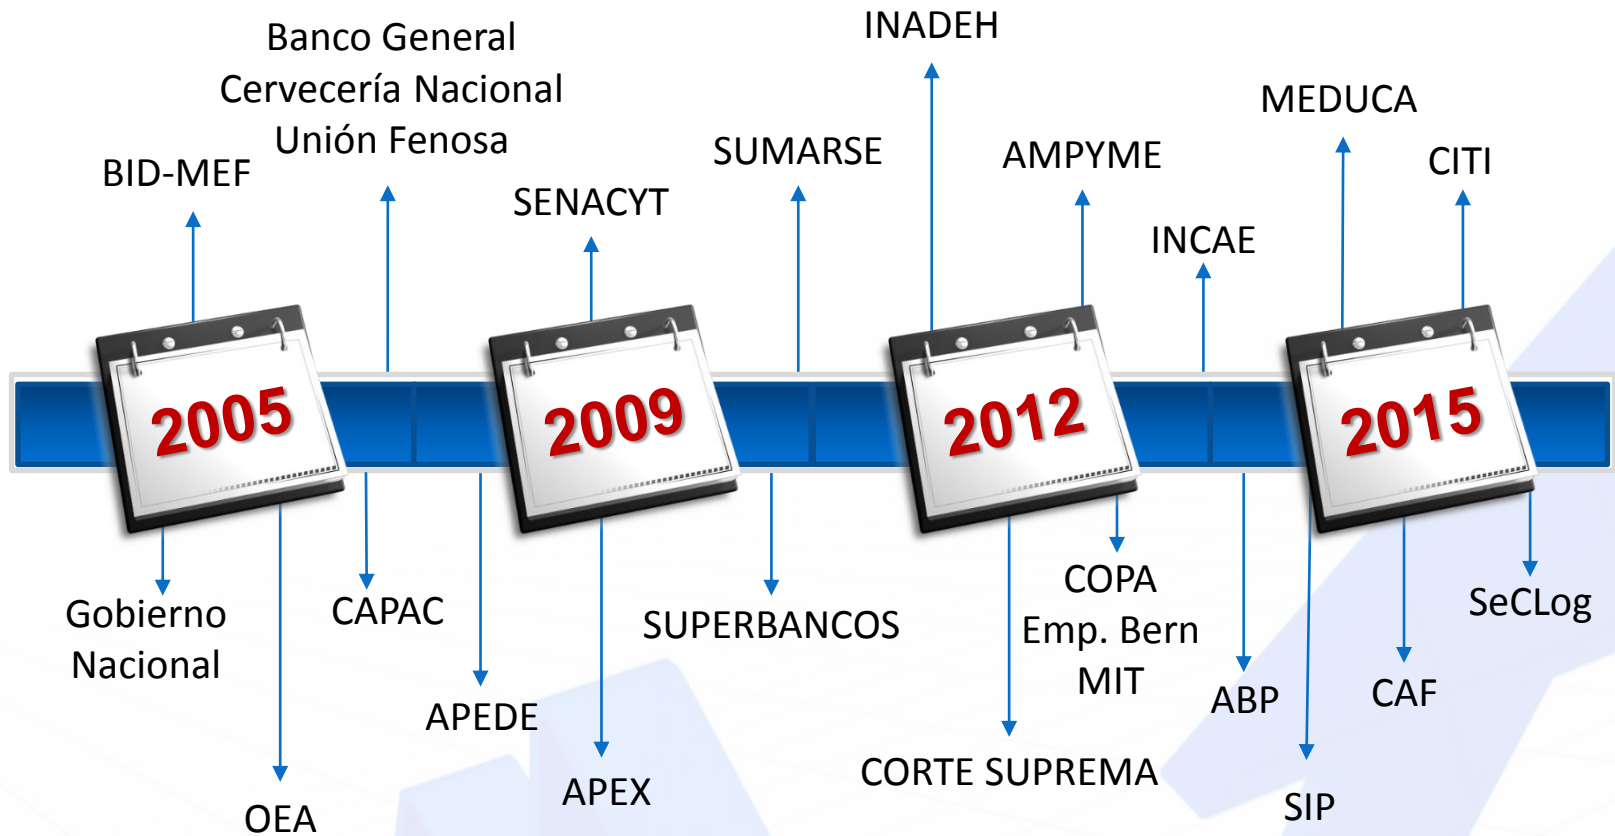 INADEH
Banco General
Cervecería Nacional
Unión Fenosa
MEDUCA
SUMARSE
AMPYME
CITI
BID-MEF
SENACYT
INCAE
2005
2009
2012
2015
Gobierno
Nacional
CAPAC
SUPERBANCOS
COPA
Emp. Bern
MIT
SeCLog
APEDE
ABP
CAF
CORTE SUPREMA
APEX
SIP
OEA